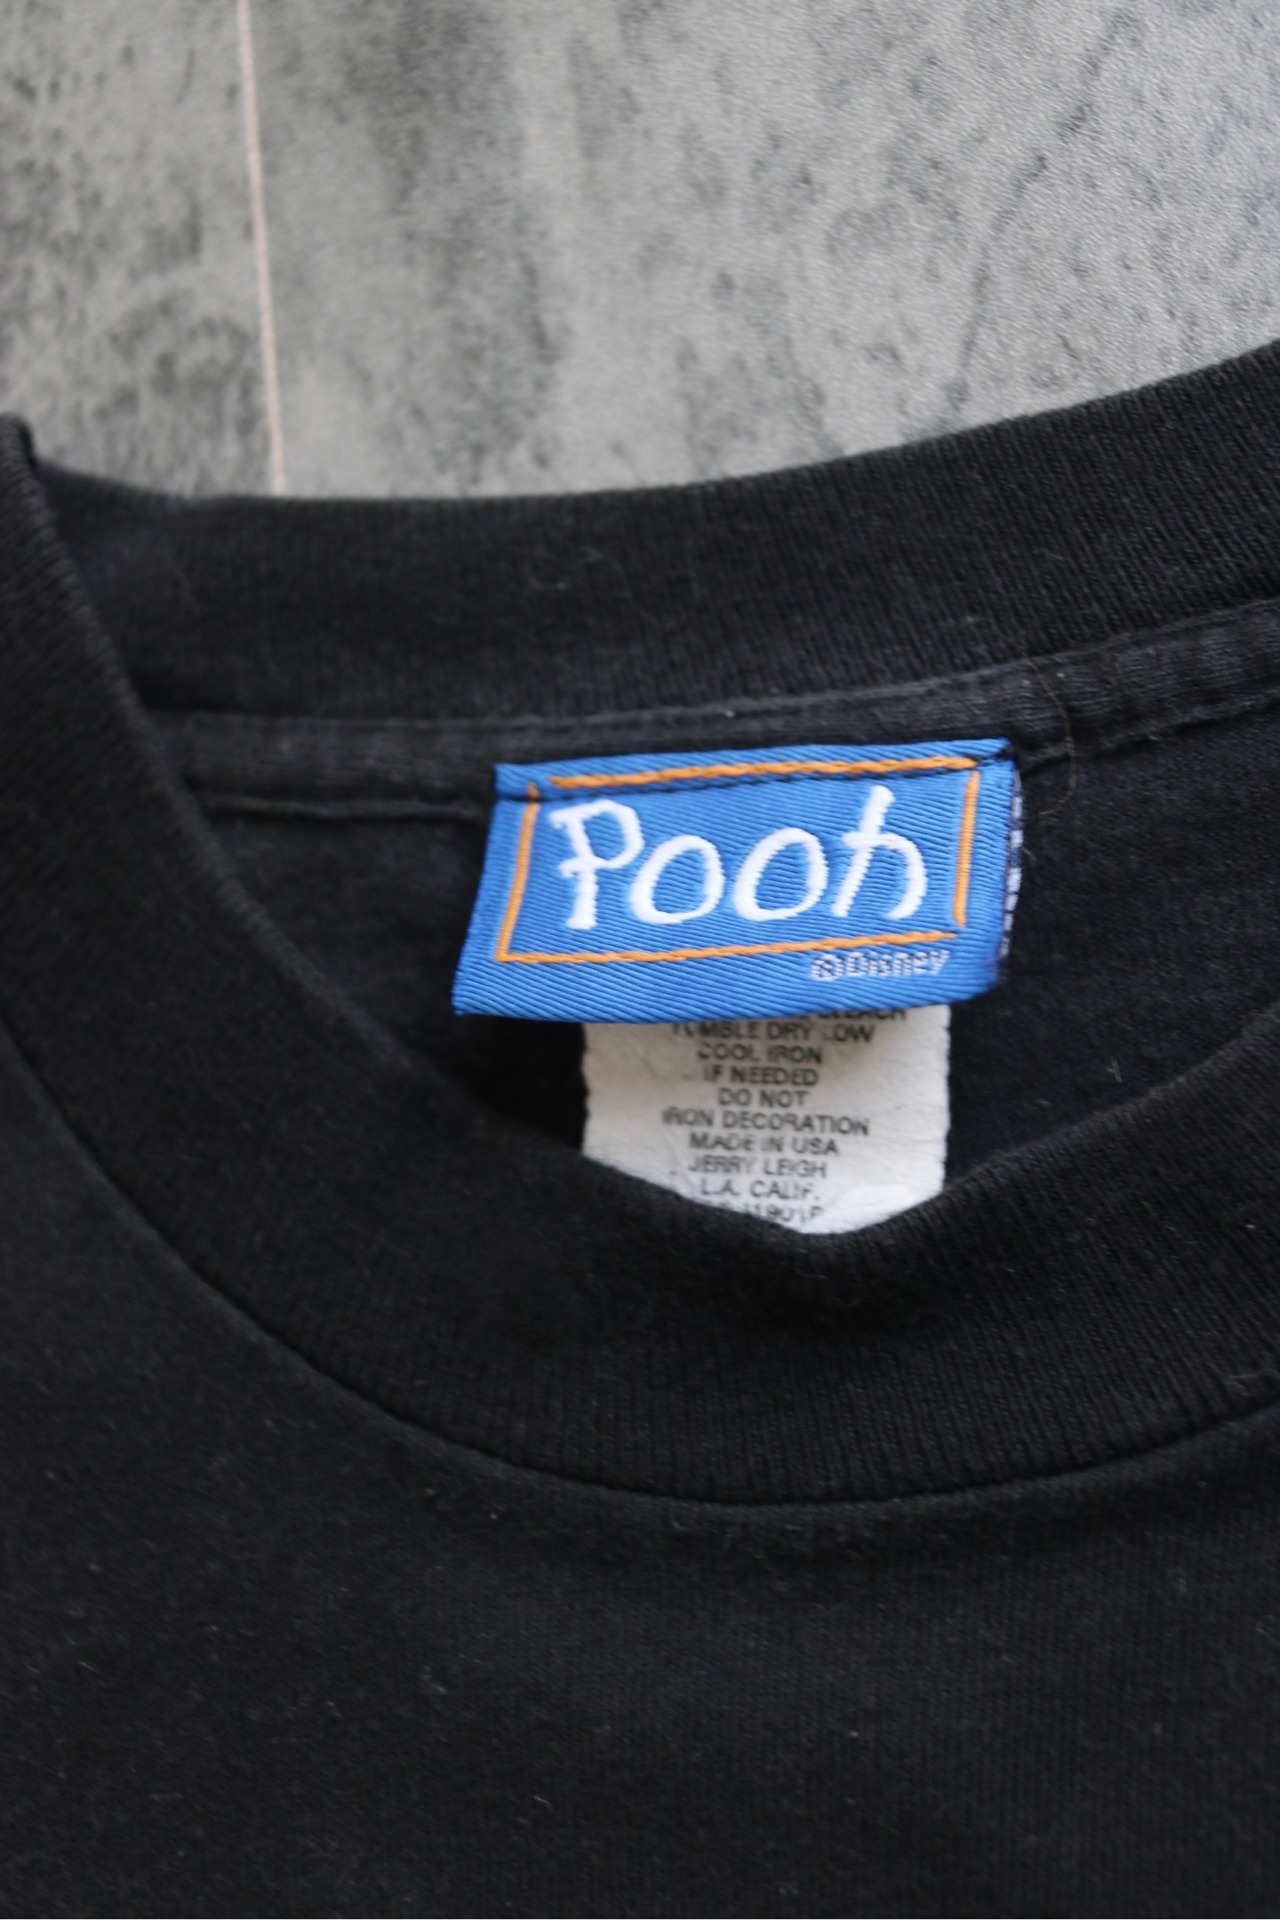 Pooh
©Disney
TUMBLE DRY LOW
COOL IRON
IF NEEDED
DO NOT
IRON DECORATION
MADE IN USA
JERRY LEIGH
L.A. CALIF.